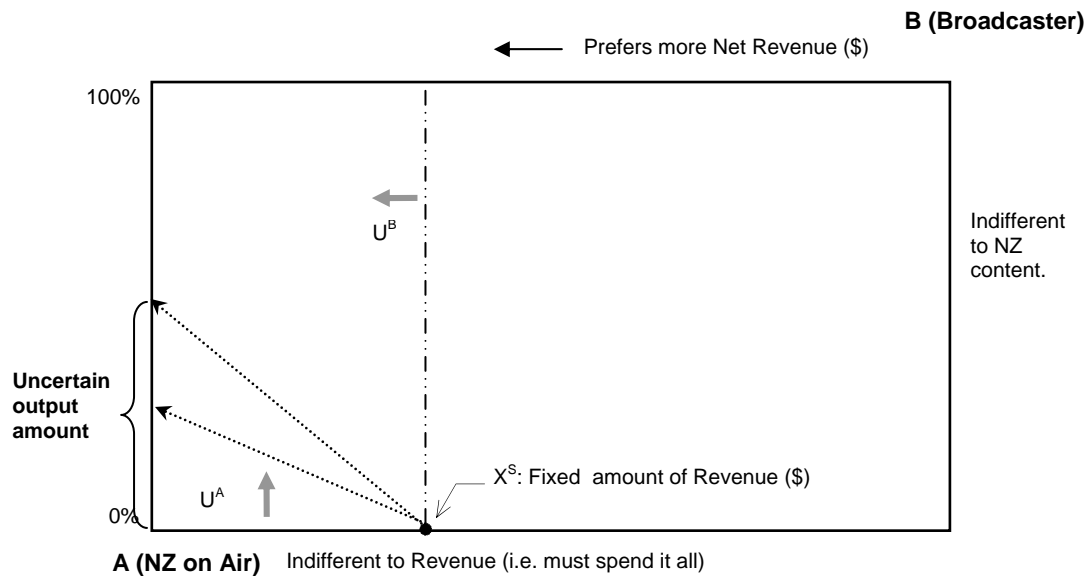 B (Broadcaster)
Prefers more Net Revenue ($)
100%
U^B
Indifferent
to NZ
content.
Uncertain
output
amount
X^S: Fixed amount of Revenue ($)
U^A
0%
A (NZ on Air) Indifferent to Revenue (i.e. must spend it all)